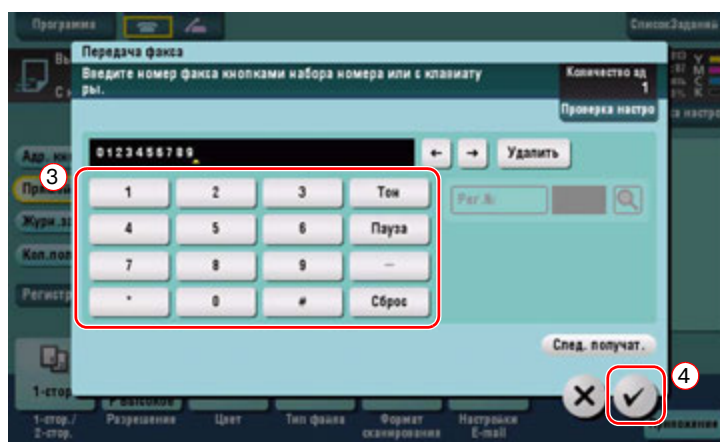 Программа
СписокЗаданий
Передача факса
Введите номер факса кнопками набора номера или с клавиату
ры.
Количество ад
1
Проверка настро
0123456789
← → Удалить
3
1 2 3 Тон
Рег.№
4 5 6 Пауза
7 8 9 —
* 0 # Сброс
След. получат.
4
1-стор./
2-стор.
Разрешение
Цвет
Тип файла
Формат
сканирования
Настройки
E-mail